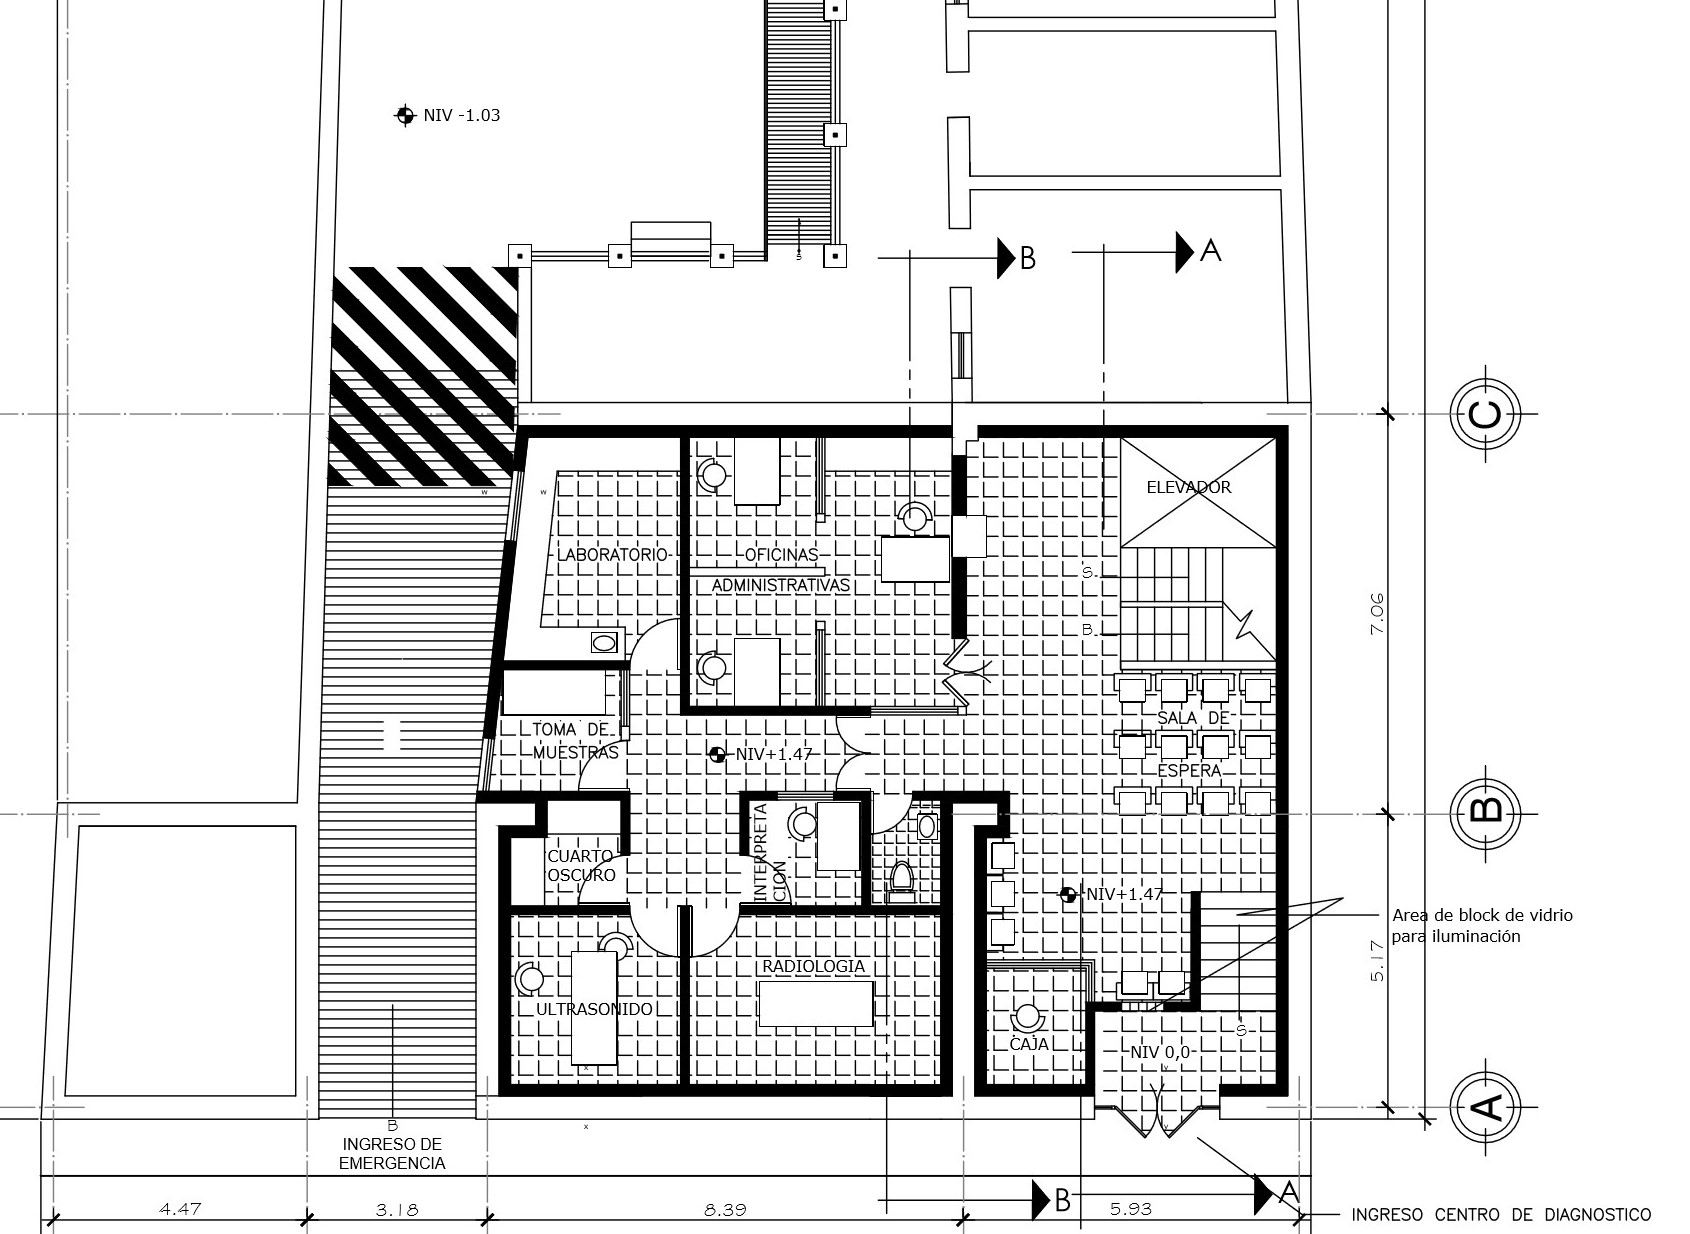 NIV -1.03
S
B
A
C
w
w
ELEVADOR
LABORATORIO
OFICINAS
ADMINISTRATIVAS
S
B
7.06
SALA DE
ESPERA
TOMA DE
MUESTRAS
NIV+1.47
B
INTERPRETA
CION
CUARTO
OSCURO
NIV+1.47
Area de block de vidrio
para iluminación
5.17
RADIOLOGIA
ULTRASONIDO
CAJA
S
NIV 0,0
x
v
A
B
INGRESO DE
EMERGENCIA
x
v
B
A
4.47
3.18
8.39
5.93
INGRESO CENTRO DE DIAGNOSTICO